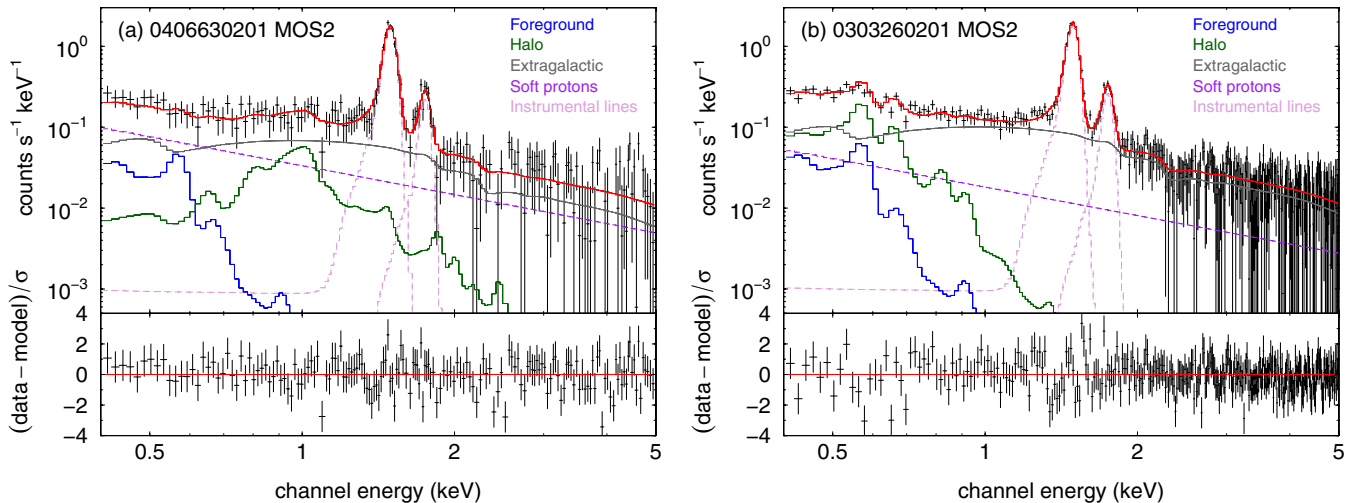 (a) 0406630201 MOS2
Foreground
Halo
Extragalactic
Soft protons
Instrumental lines
counts s⁻¹ keV⁻¹
10⁰
10⁻¹
10⁻²
10⁻³
(data − model) / σ
4
2
0
−2
−4
0.5
1
2
5
channel energy (keV)
(b) 0303260201 MOS2
Foreground
Halo
Extragalactic
Soft protons
Instrumental lines
counts s⁻¹ keV⁻¹
10⁰
10⁻¹
10⁻²
10⁻³
(data − model) / σ
4
2
0
−2
−4
0.5
1
2
5
channel energy (keV)